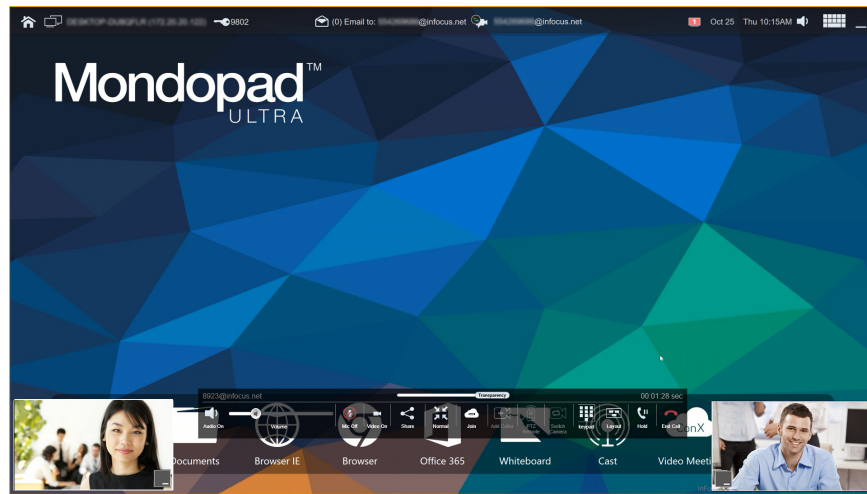 9802 (0) Email to: @infocus.net @infocus.net 1 Oct 25 Thu 10:15AM
Mondopad™
ULTRA
8923@infocus.net Transparency 00:01:28 sec
Audio On Volume Mic Off Video On Share Normal Join Add Caller PTZ Switch Camera keypad Layout Hold End Call
Documents Browser IE Browser Office 365 Whiteboard Cast Video Meeti